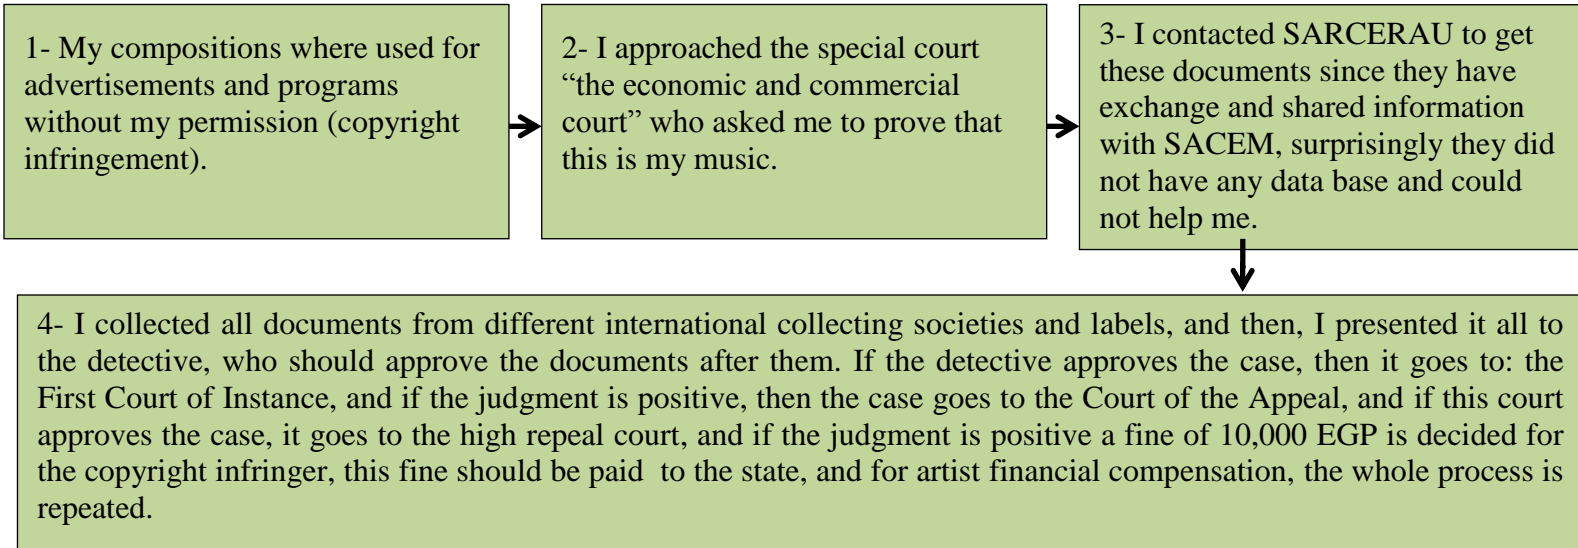 1- My compositions where used for
advertisements and programs
without my permission (copyright
infringement).
2- I approached the special court
“the economic and commercial
court” who asked me to prove that
this is my music.
3- I contacted SARCERAU to get
these documents since they have
exchange and shared information
with SACEM, surprisingly they did
not have any data base and could
not help me.
4- I collected all documents from different international collecting societies and labels, and then, I presented it all to
the detective, who should approve the documents after them. If the detective approves the case, then it goes to: the
First Court of Instance, and if the judgment is positive, then the case goes to the Court of the Appeal, and if this court
approves the case, it goes to the high repeal court, and if the judgment is positive a fine of 10,000 EGP is decided for
the copyright infringer, this fine should be paid to the state, and for artist financial compensation, the whole process is
repeated.